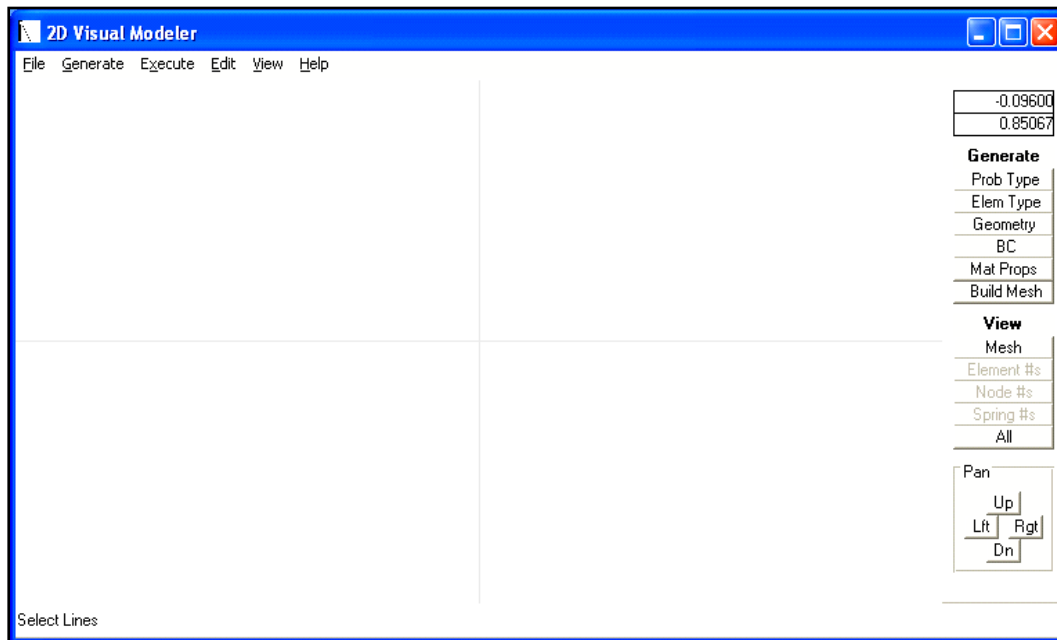 2D Visual Modeler
File Generate Execute Edit View Help
-0.09600
0.85067
Generate
Prob Type
Elem Type
Geometry
BC
Mat Props
Build Mesh
View
Mesh
Element #s
Node #s
Spring #s
All
Pan
Up
Lft Rgt
Dn
Select Lines